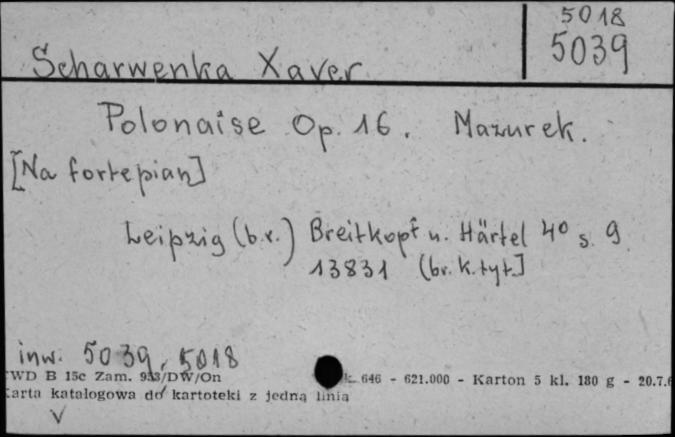 5018
5039
Scharwenka Xaver
Polonaise Op. 16. Mazurek.
[Na fortepian]
Leipzig (b.r.) Breitkopf u. Härtel 4° s. 9
13831 (br. k. tyt.]
inw. 5039, 5018
WD B 15c Zam. 953/DW/On k. 646 - 621.000 - Karton 5 kl. 180 g - 20.7.6
Karta katalogowa do kartoteki z jedną linią